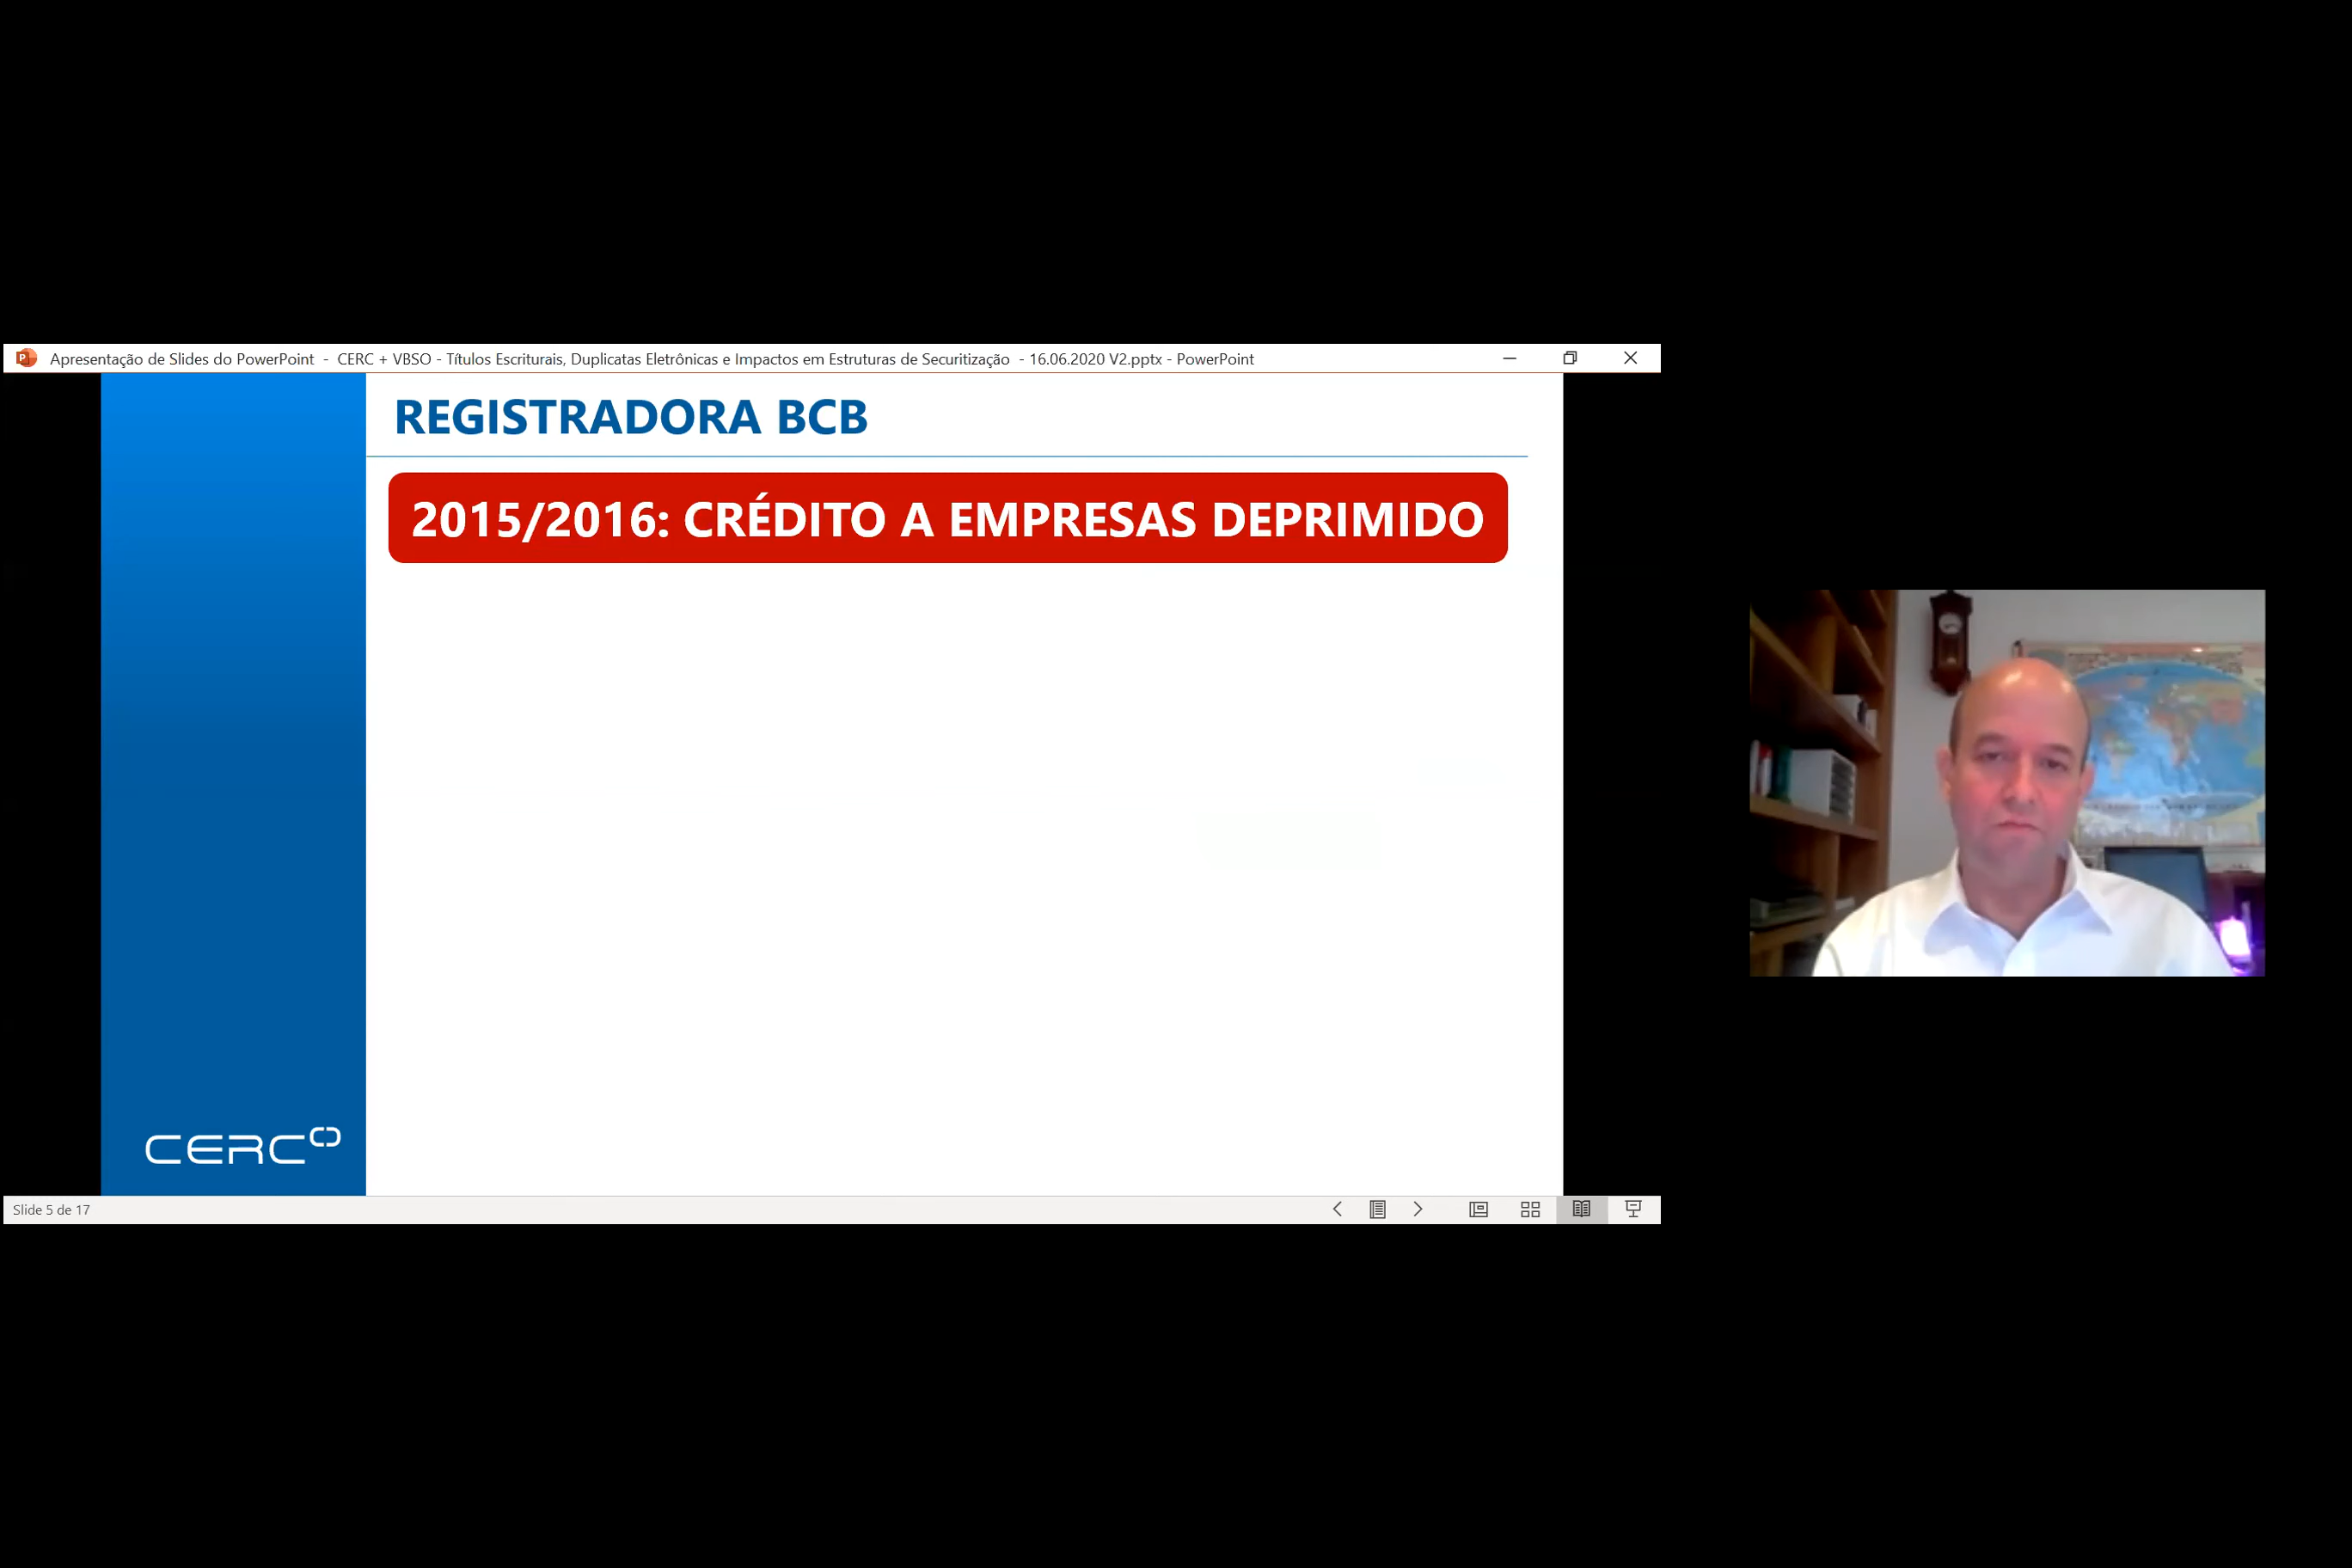 Apresentação de Slides do PowerPoint - CERC + VBSO - Títulos Escriturais, Duplicatas Eletrônicas e Impactos em Estruturas de Securitização - 16.06.2020 V2.pptx - PowerPoint
REGISTRADORA BCB
2015/2016: CRÉDITO A EMPRESAS DEPRIMIDO
CERC
Slide 5 de 17